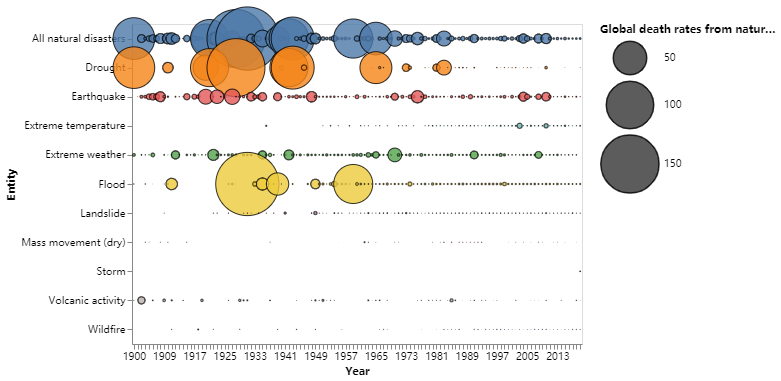 Global death rates from natur...
50
100
150
All natural disasters
Drought
Earthquake
Extreme temperature
Extreme weather
Flood
Landslide
Mass movement (dry)
Storm
Volcanic activity
Wildfire
Entity
1900 1909 1917 1925 1933 1941 1949 1957 1965 1973 1981 1989 1997 2005 2013
Year